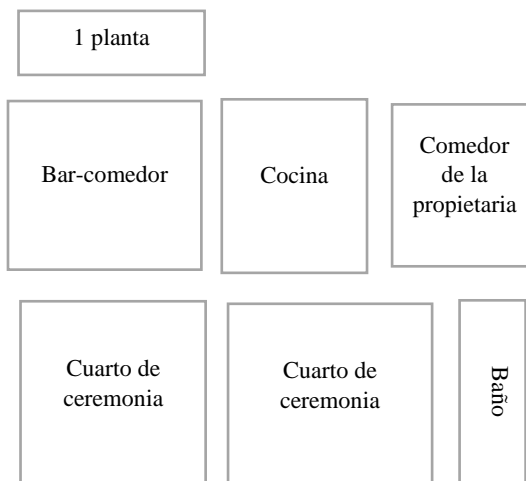 1 planta
Bar-comedor
Cocina
Comedor
de la
propietaria
Cuarto de
ceremonia
Cuarto de
ceremonia
Baño